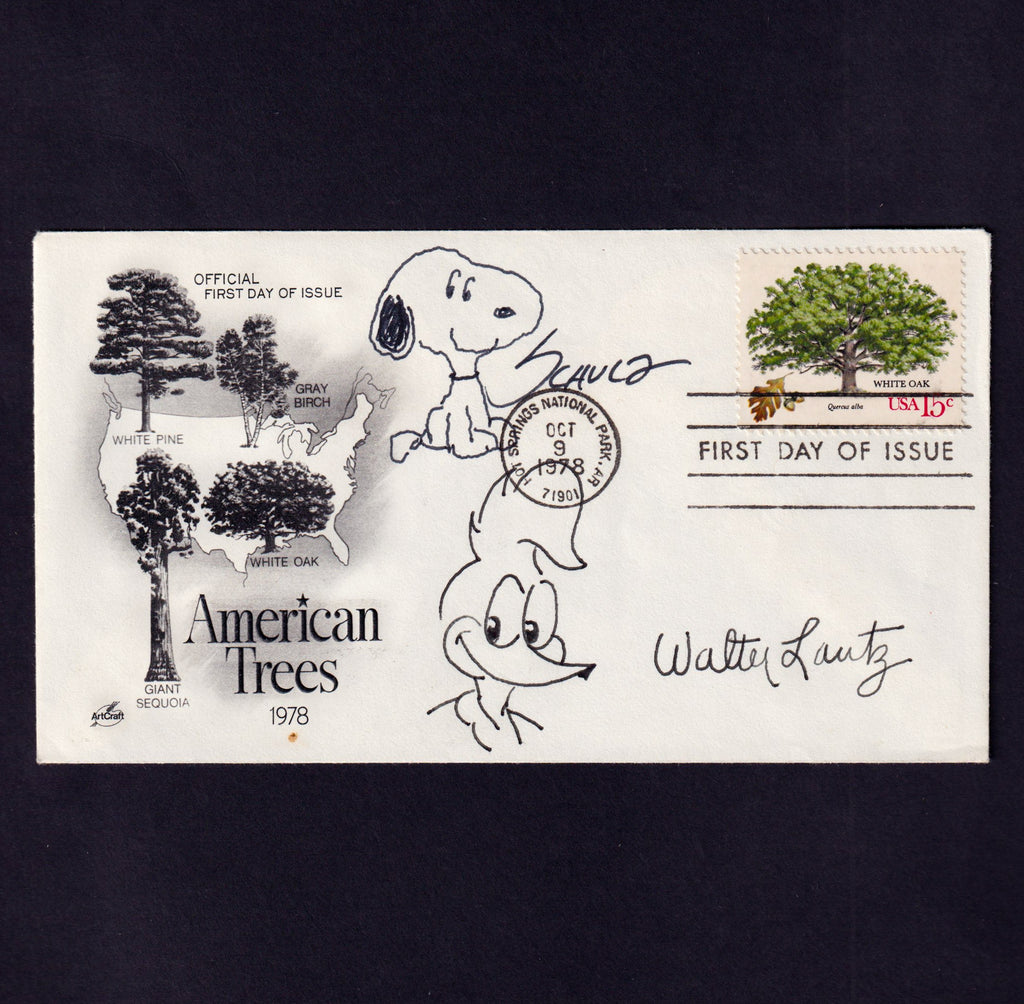 OFFICIAL
FIRST DAY OF ISSUE
WHITE PINE
GRAY
BIRCH
WHITE OAK
GIANT
SEQUOIA
American
Trees
1978
ArtCraft
SCHULZ
HOT SPRINGS NATIONAL PARK, AR
OCT
9
1978
71901
WHITE OAK
Quercus alba
USA 15c
FIRST DAY OF ISSUE
Walter Lantz